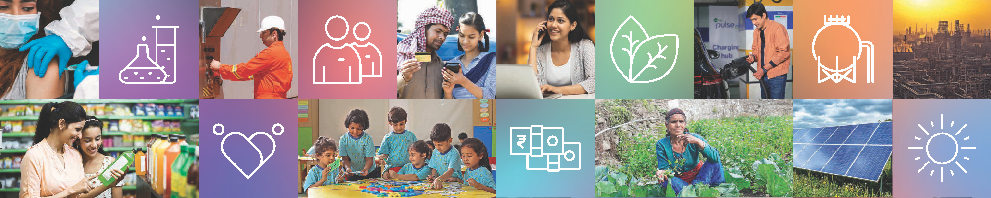 pulse
Charging
hub
₹